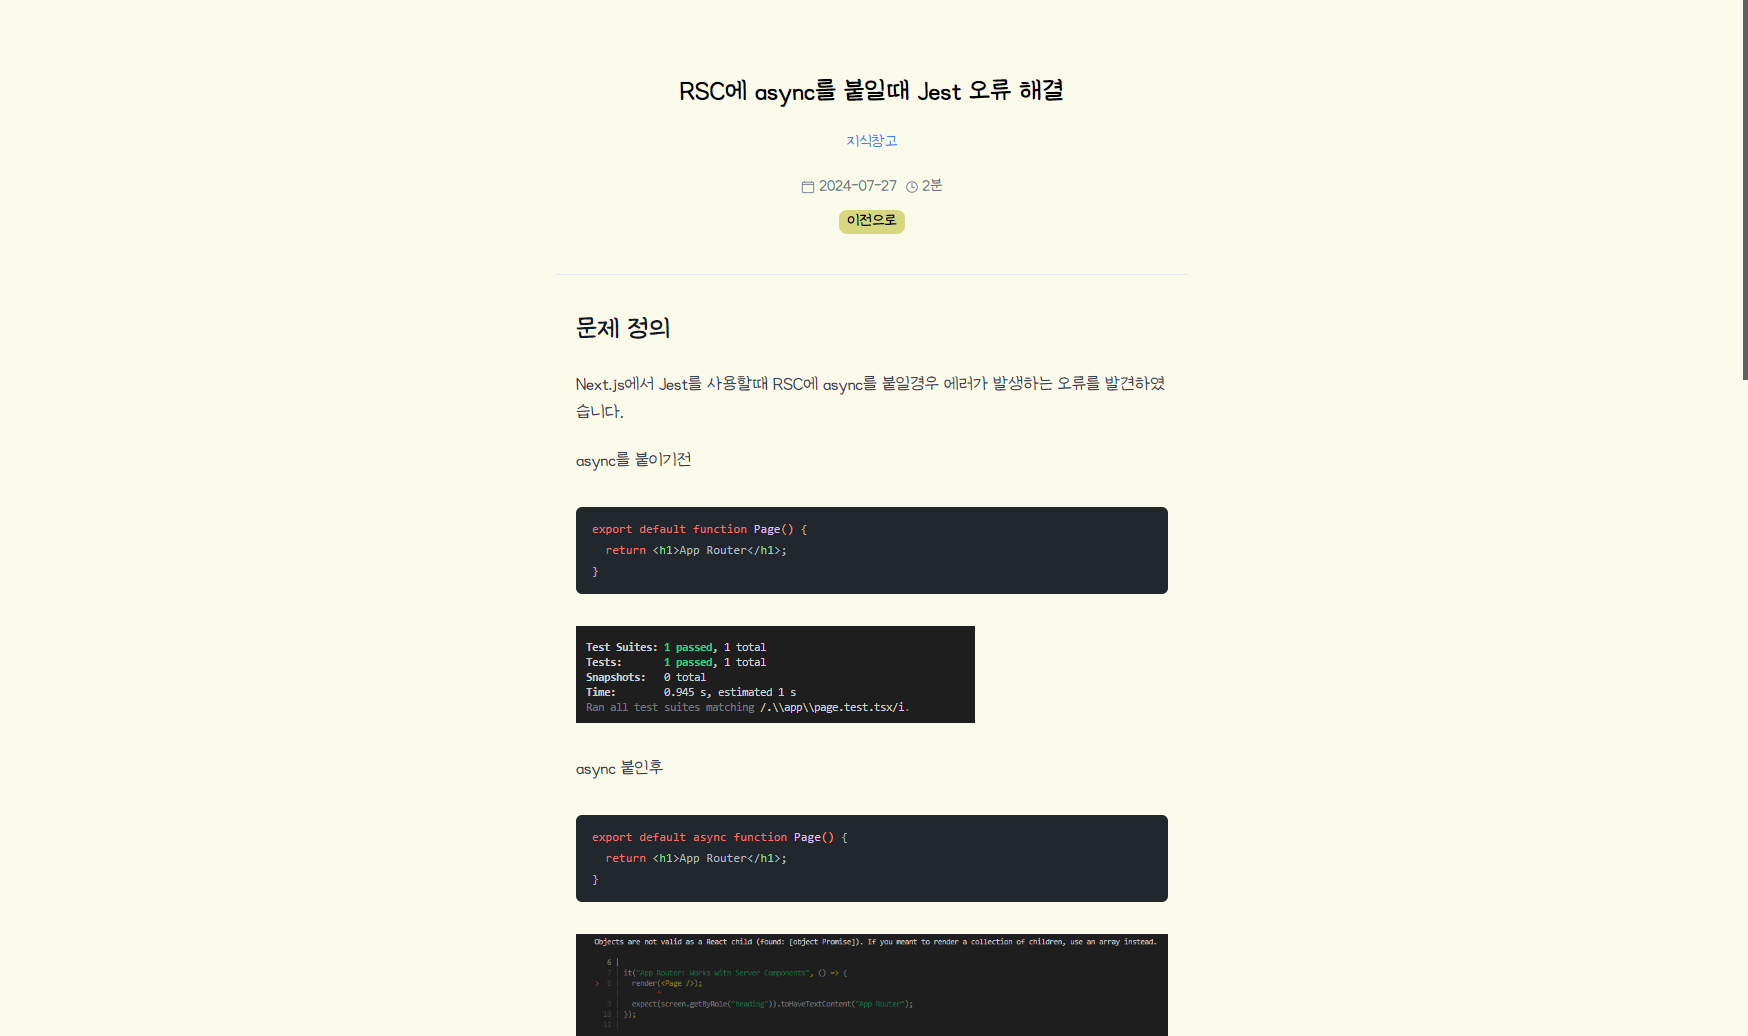 RSC에 async를 붙일때 Jest 오류 해결
지식창고
2024-07-27 2분
이전으로
문제 정의
Next.js에서 Jest를 사용할때 RSC에 async를 붙일경우 에러가 발생하는 오류를 발견하였
습니다.
async를 붙이기전
export default function Page() {
return <h1>App Router</h1>;
}
Test Suites: 1 passed, 1 total
Tests: 1 passed, 1 total
Snapshots: 0 total
Time: 0.945 s, estimated 1 s
Ran all test suites matching /.\\app\\page.test.tsx/i.
async 붙인후
export default async function Page() {
return <h1>App Router</h1>;
}
Objects are not valid as a React child (found: [object Promise]). If you meant to render a collection of children, use an array instead.
6 |
7 | it("App Router: Works with Server Components", () => {
> 8 | render(<Page />);
| ^
9 | expect(screen.getByRole("heading")).toHaveTextContent("App Router");
10 | });
11 |